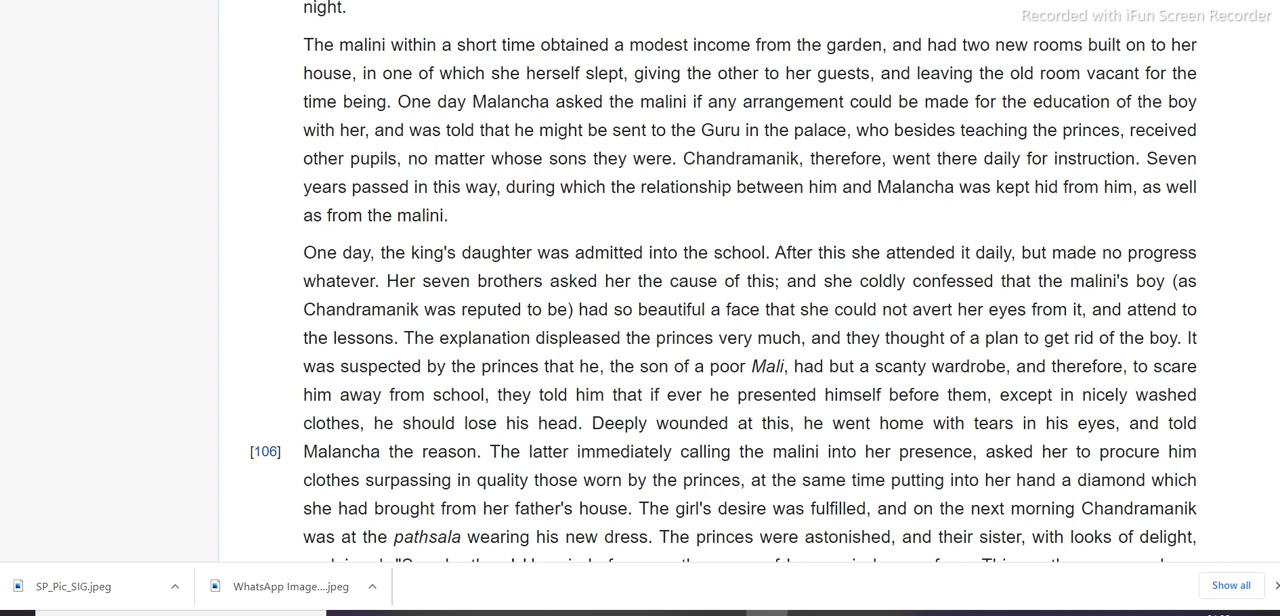 night.
Recorded with iFun Screen Recorder
The malini within a short time obtained a modest income from the garden, and had two new rooms built on to her
house, in one of which she herself slept, giving the other to her guests, and leaving the old room vacant for the
time being. One day Malancha asked the malini if any arrangement could be made for the education of the boy
with her, and was told that he might be sent to the Guru in the palace, who besides teaching the princes, received
other pupils, no matter whose sons they were. Chandramanik, therefore, went there daily for instruction. Seven
years passed in this way, during which the relationship between him and Malancha was kept hid from him, as well
as from the malini.
One day, the king's daughter was admitted into the school. After this she attended it daily, but made no progress
whatever. Her seven brothers asked her the cause of this; and she coldly confessed that the malini's boy (as
Chandramanik was reputed to be) had so beautiful a face that she could not avert her eyes from it, and attend to
the lessons. The explanation displeased the princes very much, and they thought of a plan to get rid of the boy. It
was suspected by the princes that he, the son of a poor Mali, had but a scanty wardrobe, and therefore, to scare
him away from school, they told him that if ever he presented himself before them, except in nicely washed
clothes, he should lose his head. Deeply wounded at this, he went home with tears in his eyes, and told
[106] Malancha the reason. The latter immediately calling the malini into her presence, asked her to procure him
clothes surpassing in quality those worn by the princes, at the same time putting into her hand a diamond which
she had brought from her father's house. The girl's desire was fulfilled, and on the next morning Chandramanik
was at the pathsala wearing his new dress. The princes were astonished, and their sister, with looks of delight,
SP_Pic_SIG.jpeg
WhatsApp Image....jpeg
Show all